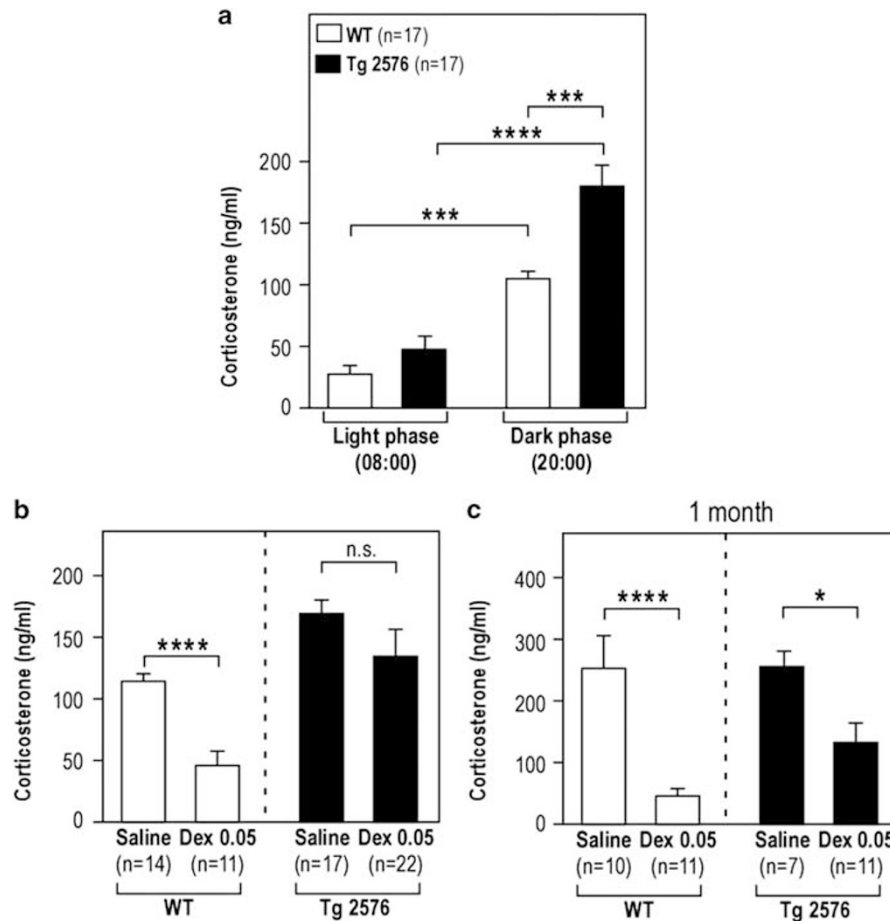 a
WT (n=17)
Tg 2576 (n=17)
***
****
***
Corticosterone (ng/ml)
200
150
100
50
0
Light phase
(08:00)
Dark phase
(20:00)
b
n.s.
****
Corticosterone (ng/ml)
200
150
100
50
0
Saline Dex 0.05 Saline Dex 0.05
(n=14) (n=11) (n=17) (n=22)
WT Tg 2576
c
1 month
**** *
Corticosterone (ng/ml)
400
300
200
100
0
Saline Dex 0.05 Saline Dex 0.05
(n=10) (n=11) (n=7) (n=11)
WT Tg 2576